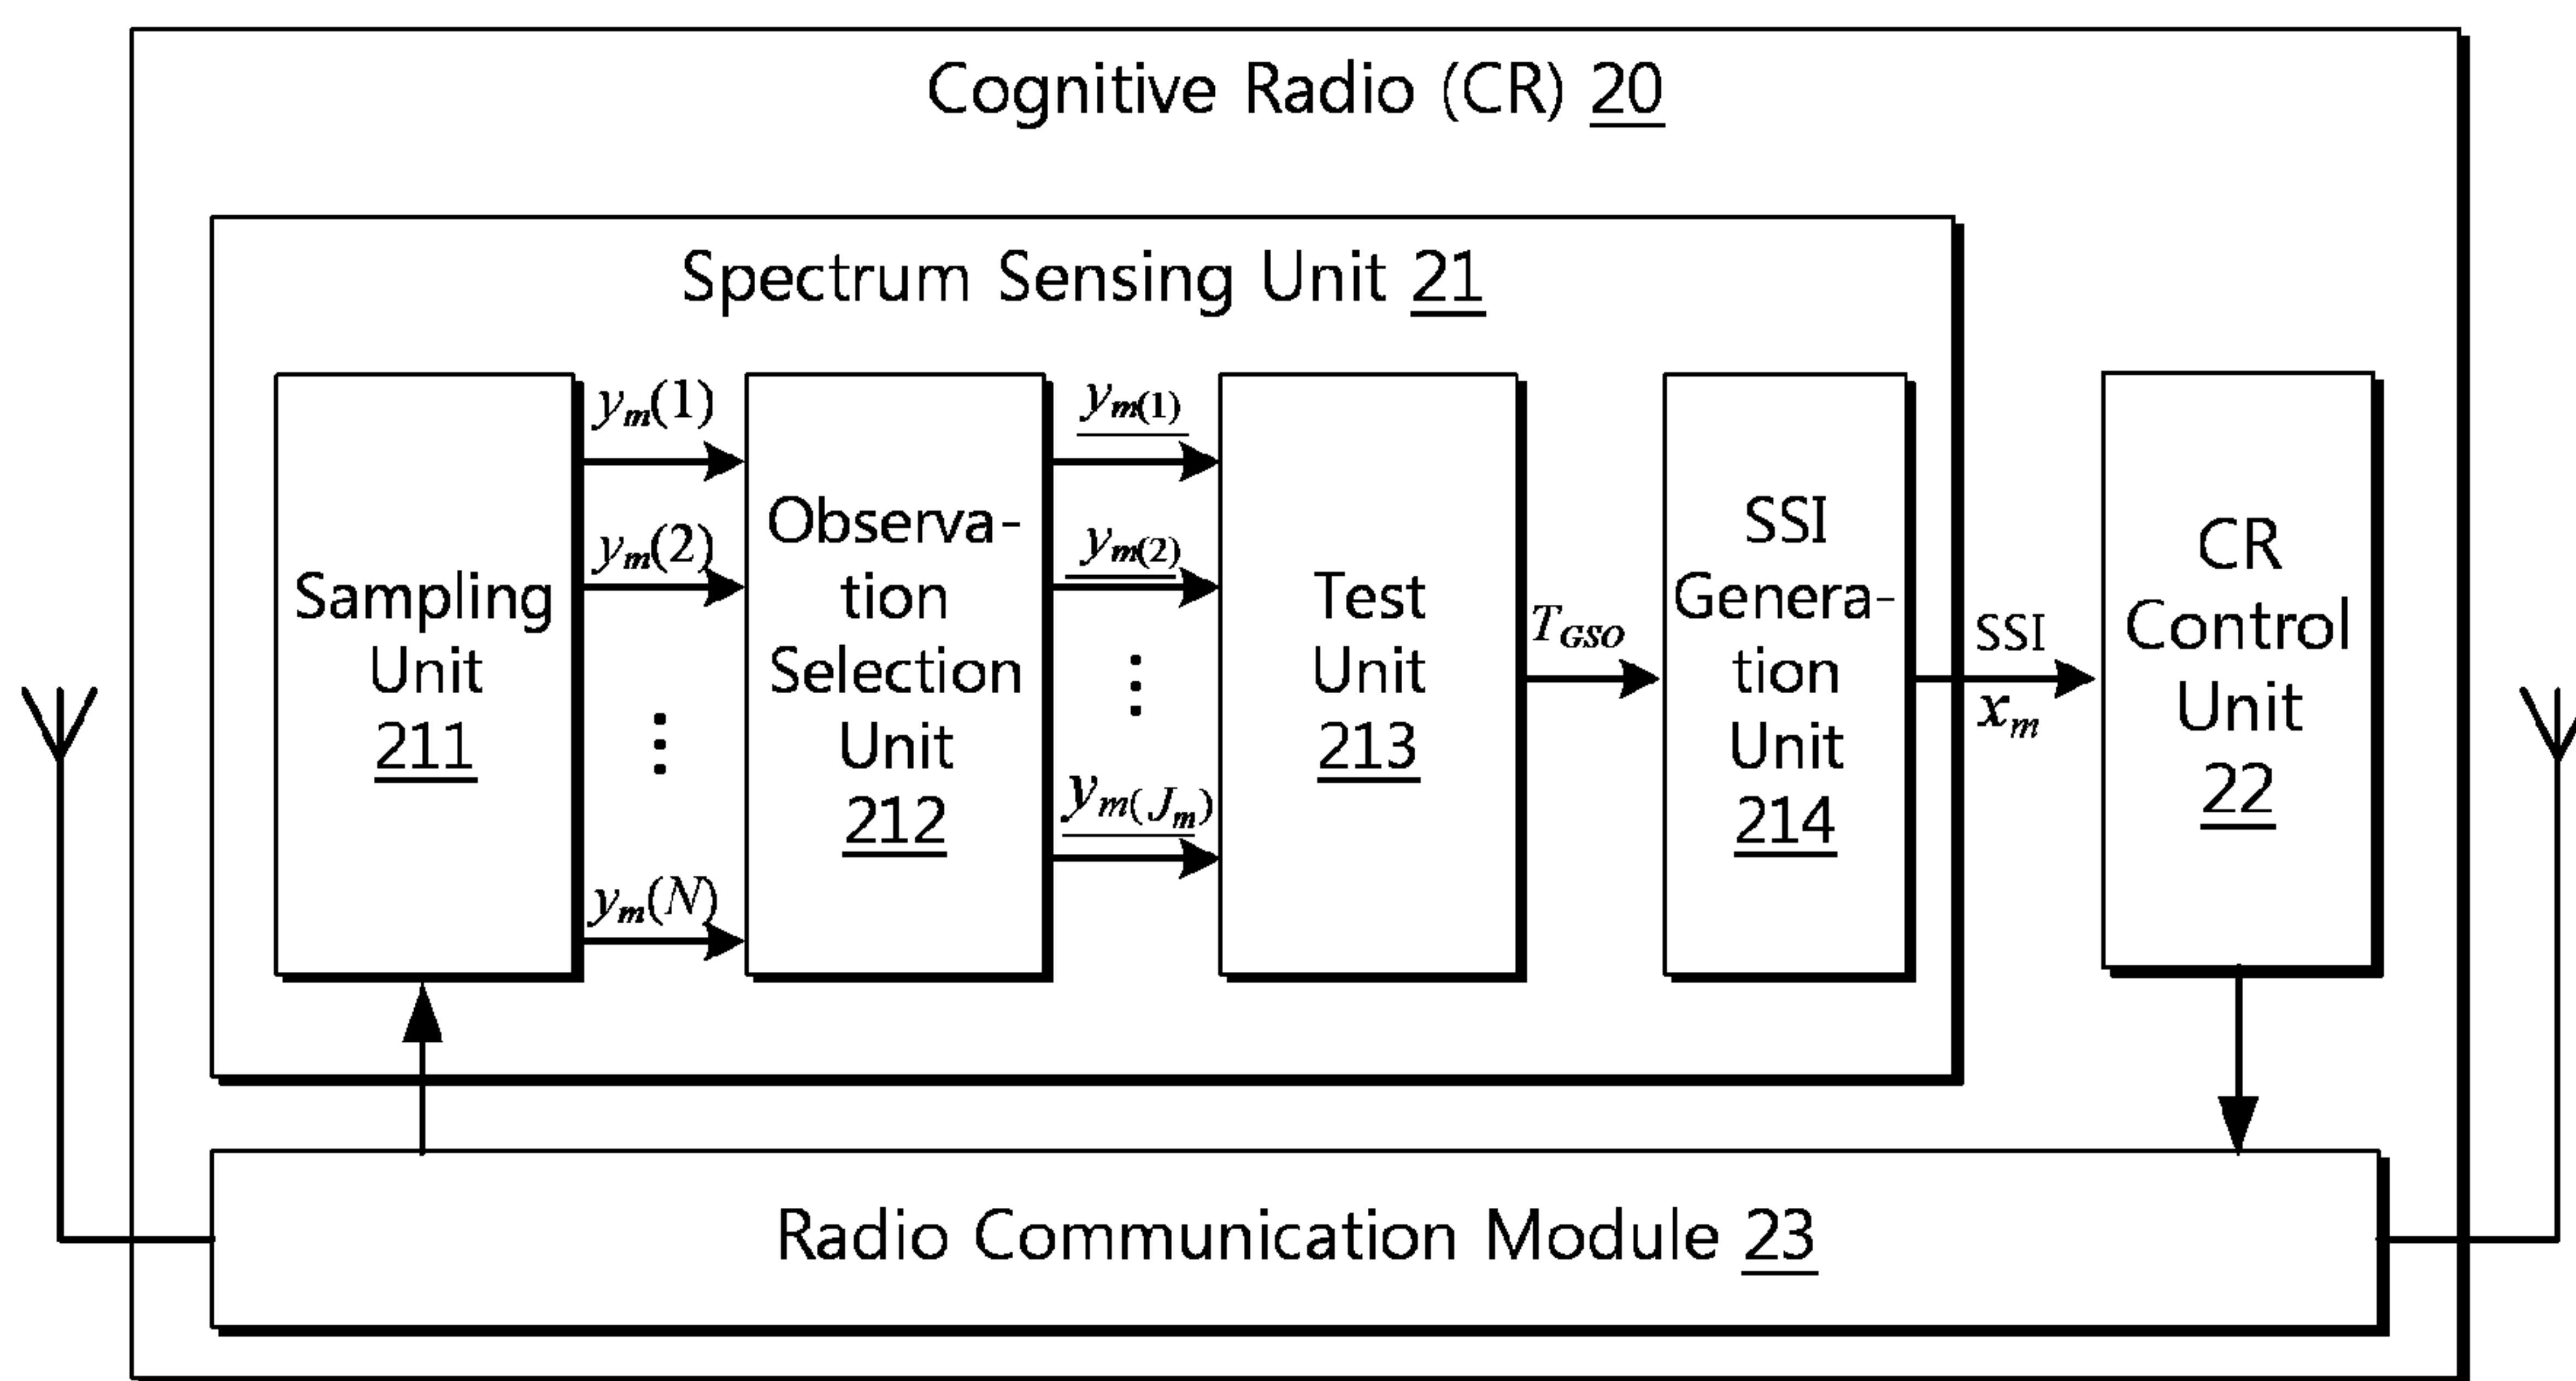 Cognitive Radio (CR) 20
Spectrum Sensing Unit 21
Sampling
Unit
211
yₘ(1)
yₘ(2)
⋮
yₘ(N)
Observa-
tion
Selection
Unit
212
yₘ₍₁₎
yₘ₍₂₎
⋮
yₘ₍Jₘ₎
Test
Unit
213
T_GSO
SSI
Genera-
tion
Unit
214
SSI
xₘ
CR
Control
Unit
22
Radio Communication Module 23